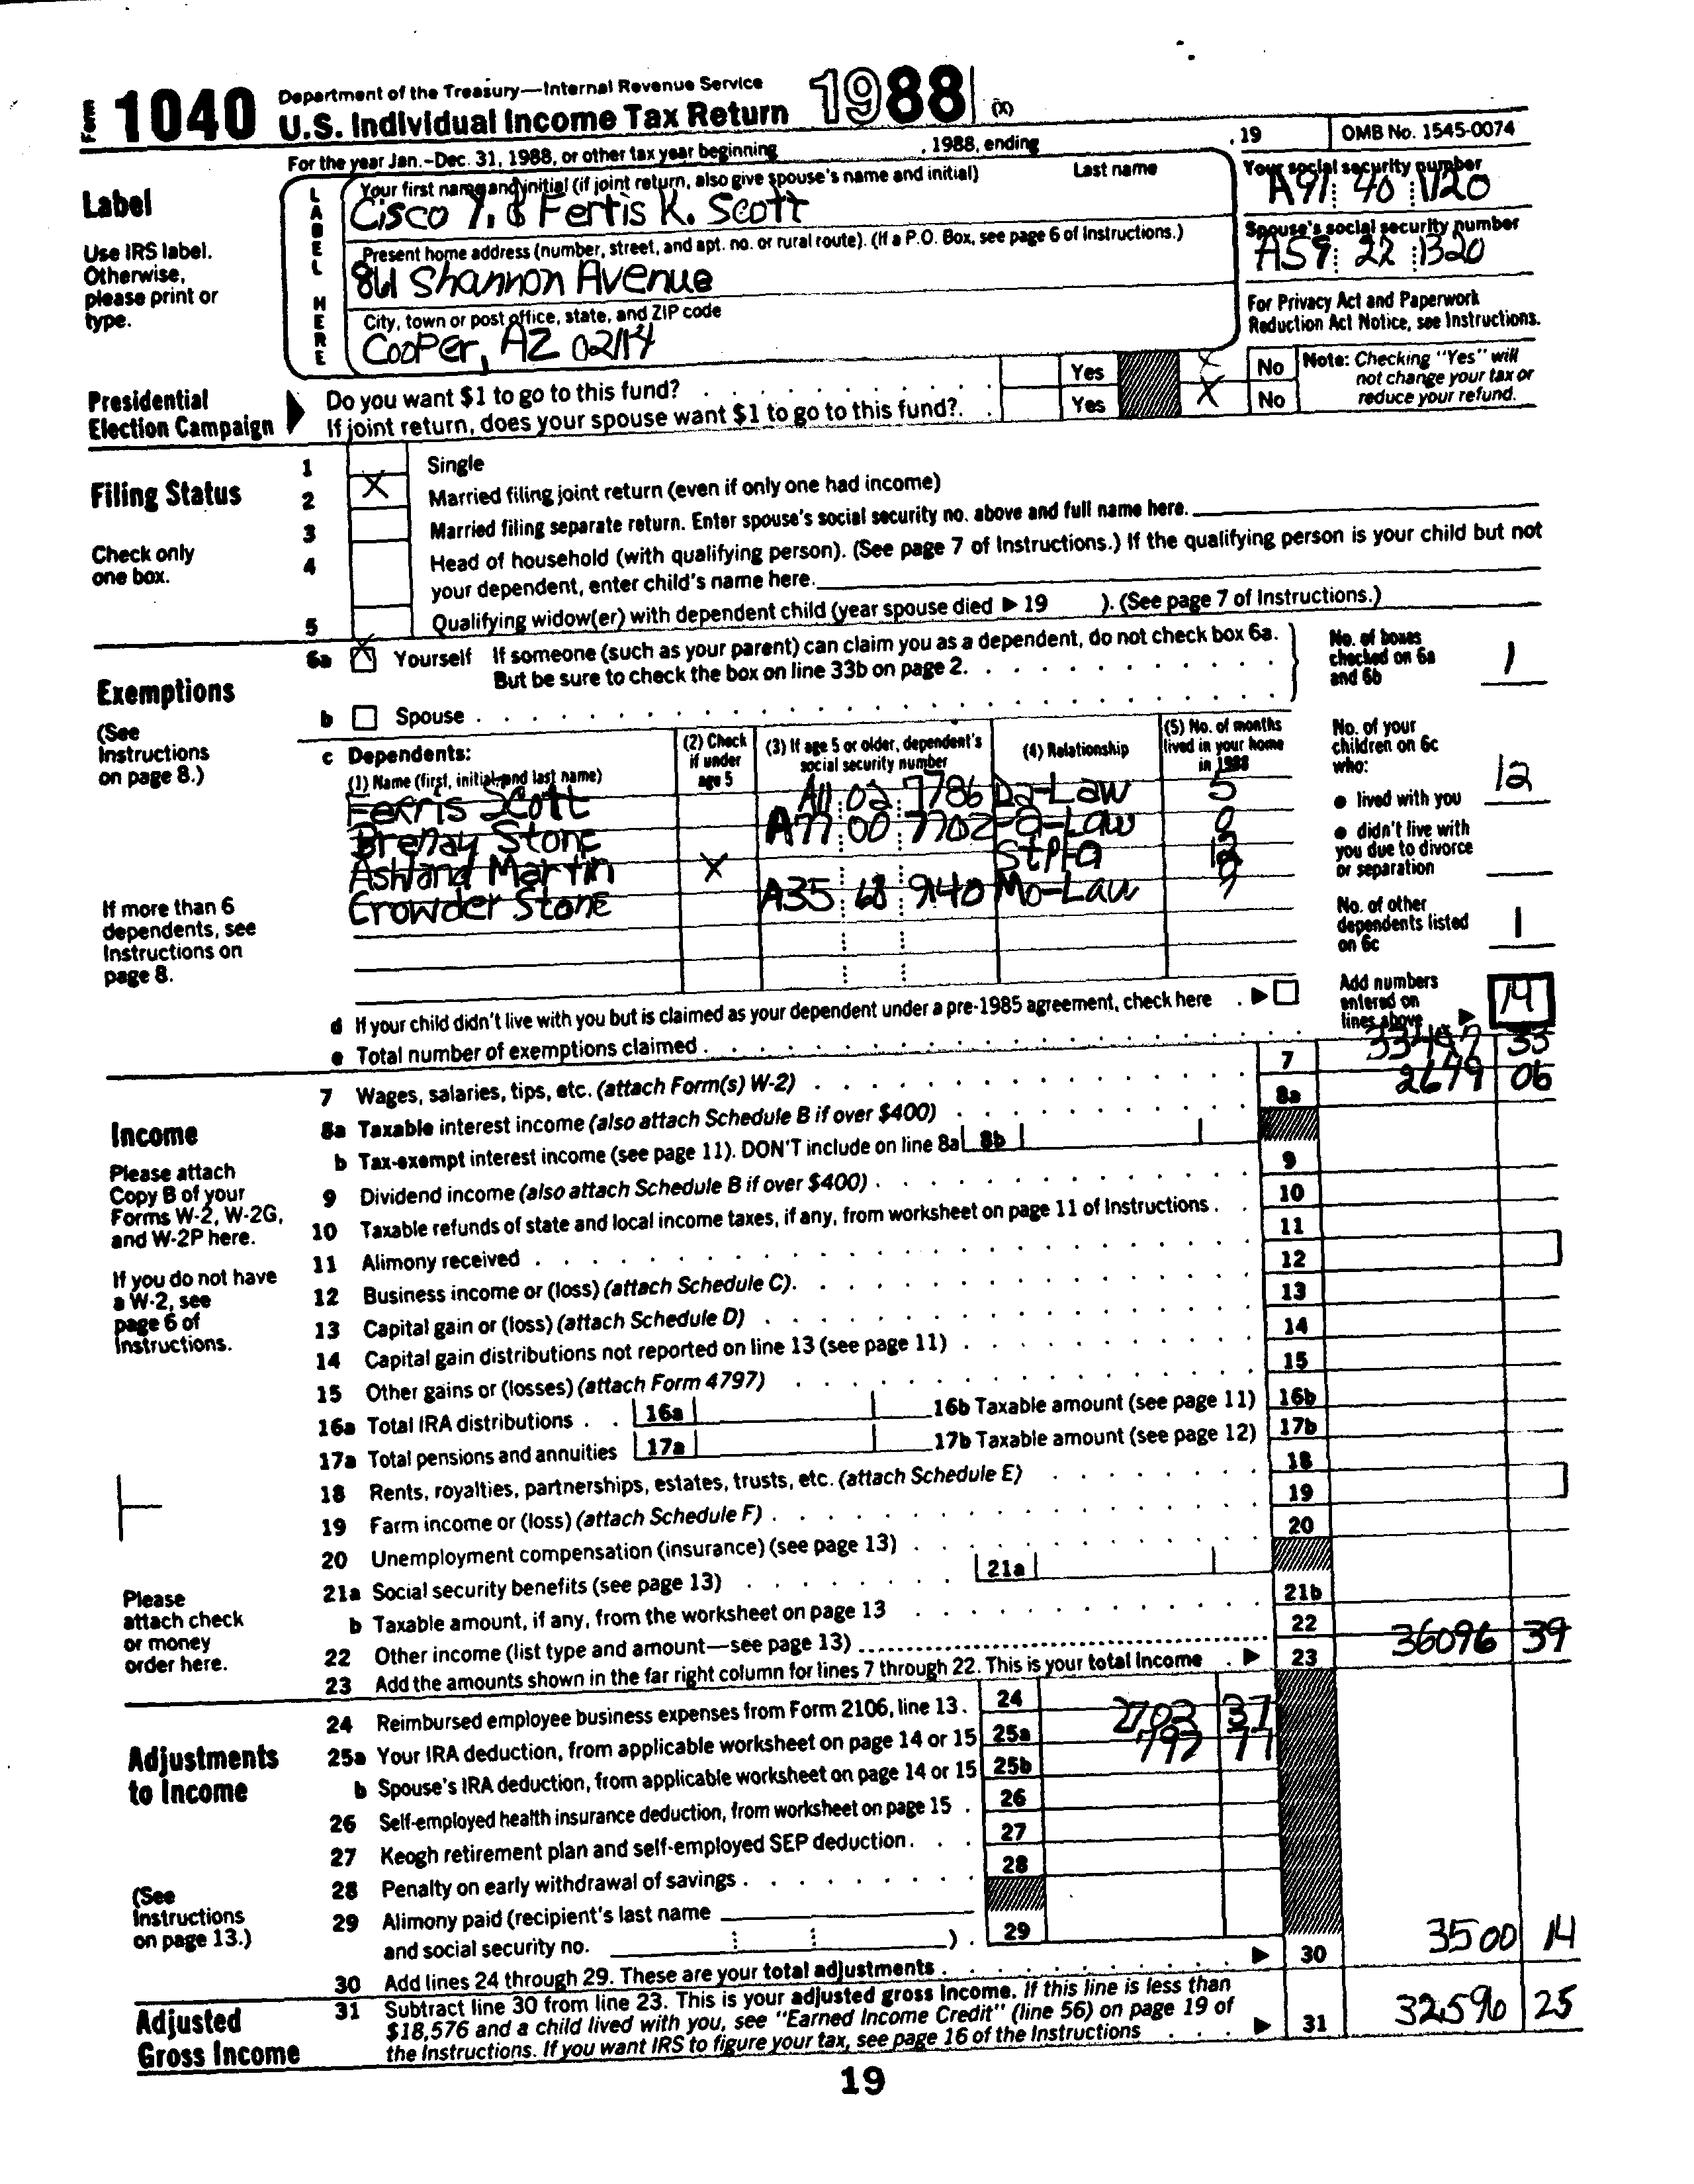 Form 1040 Department of the Treasury—Internal Revenue Service
U.S. Individual Income Tax Return 1988 (X)
For the year Jan.-Dec. 31, 1988, or other tax year beginning , 1988, ending , 19 OMB No. 1545-0074
Label
Use IRS label.
Otherwise,
please print or
type.
LABEL HERE
Your first name and initial (if joint return, also give spouse's name and initial) Last name
Cisco Y. & Fertis K. Scott
Your social security number
A91 40 1120
Present home address (number, street, and apt. no. or rural route). (If a P.O. Box, see page 6 of Instructions.)
861 Shannon Avenue
Spouse's social security number
AS9 22 1320
City, town or post office, state, and ZIP code
Cooper, AZ 02114
For Privacy Act and Paperwork
Reduction Act Notice, see Instructions.
Presidential
Election Campaign
Do you want $1 to go to this fund? Yes X No
If joint return, does your spouse want $1 to go to this fund?. Yes X No
Note: Checking "Yes" will
not change your tax or
reduce your refund.
Filing Status
Check only
one box.
1 Single
2 X Married filing joint return (even if only one had income)
3 Married filing separate return. Enter spouse's social security no. above and full name here.
4 Head of household (with qualifying person). (See page 7 of Instructions.) If the qualifying person is your child but not
your dependent, enter child's name here.
5 Qualifying widow(er) with dependent child (year spouse died ▶ 19 ). (See page 7 of Instructions.)
Exemptions
(See
Instructions
on page 8.)
6a X Yourself If someone (such as your parent) can claim you as a dependent, do not check box 6a.
But be sure to check the box on line 33b on page 2.
b Spouse
No. of boxes
checked on 6a
and 6b 1
c Dependents:
(1) Name (first, initial, and last name)
(2) Check
if under
age 5
(3) If age 5 or older, dependent's
social security number
(4) Relationship
(5) No. of months
lived in your home
in 1988
Ferris Scott A11 02 7786 Da-Law 5
Brenay Stone A77 00 7702 Pa-Law
Ashland Martin X StPFa 12
Crowder Stone A35 68 9140 Mo-Law 9
If more than 6
dependents, see
Instructions on
page 8.
No. of your
children on 6c
who:
● lived with you 12
● didn't live with
you due to divorce
or separation
No. of other
dependents listed
on 6c 1
d If your child didn't live with you but is claimed as your dependent under a pre-1985 agreement, check here ▶
e Total number of exemptions claimed
Add numbers
entered on
lines above ▶ 14
Income
Please attach
Copy B of your
Forms W-2, W-2G,
and W-2P here.
If you do not have
a W-2, see
page 6 of
Instructions.
Please
attach check
or money
order here.
7 Wages, salaries, tips, etc. (attach Form(s) W-2) 7 33447 33
8a Taxable interest income (also attach Schedule B if over $400) 8a 2649 06
b Tax-exempt interest income (see page 11). DON'T include on line 8a 8b
9 Dividend income (also attach Schedule B if over $400) 9
10 Taxable refunds of state and local income taxes, if any, from worksheet on page 11 of Instructions 10
11 Alimony received 11
12 Business income or (loss) (attach Schedule C). 12
13 Capital gain or (loss) (attach Schedule D) 13
14 Capital gain distributions not reported on line 13 (see page 11) 14
15 Other gains or (losses) (attach Form 4797) 15
16a Total IRA distributions 16a 16b Taxable amount (see page 11) 16b
17a Total pensions and annuities 17a 17b Taxable amount (see page 12) 17b
18 Rents, royalties, partnerships, estates, trusts, etc. (attach Schedule E) 18
19 Farm income or (loss) (attach Schedule F) 19
20 Unemployment compensation (insurance) (see page 13) 20
21a Social security benefits (see page 13) 21a
b Taxable amount, if any, from the worksheet on page 13 21b
22 Other income (list type and amount—see page 13) 22
23 Add the amounts shown in the far right column for lines 7 through 22. This is your total income ▶ 23 36096 39
Adjustments
to Income
(See
Instructions
on page 13.)
24 Reimbursed employee business expenses from Form 2106, line 13. 24 2702 37
25a Your IRA deduction, from applicable worksheet on page 14 or 15 25a 797 77
b Spouse's IRA deduction, from applicable worksheet on page 14 or 15 25b
26 Self-employed health insurance deduction, from worksheet on page 15 26
27 Keogh retirement plan and self-employed SEP deduction. 27
28 Penalty on early withdrawal of savings 28
29 Alimony paid (recipient's last name
and social security no. ) 29
30 Add lines 24 through 29. These are your total adjustments ▶ 30 3500 14
Adjusted
Gross Income
31 Subtract line 30 from line 23. This is your adjusted gross income. If this line is less than
$18,576 and a child lived with you, see "Earned Income Credit" (line 56) on page 19 of
the Instructions. If you want IRS to figure your tax, see page 16 of the Instructions ▶ 31 32596 25
19